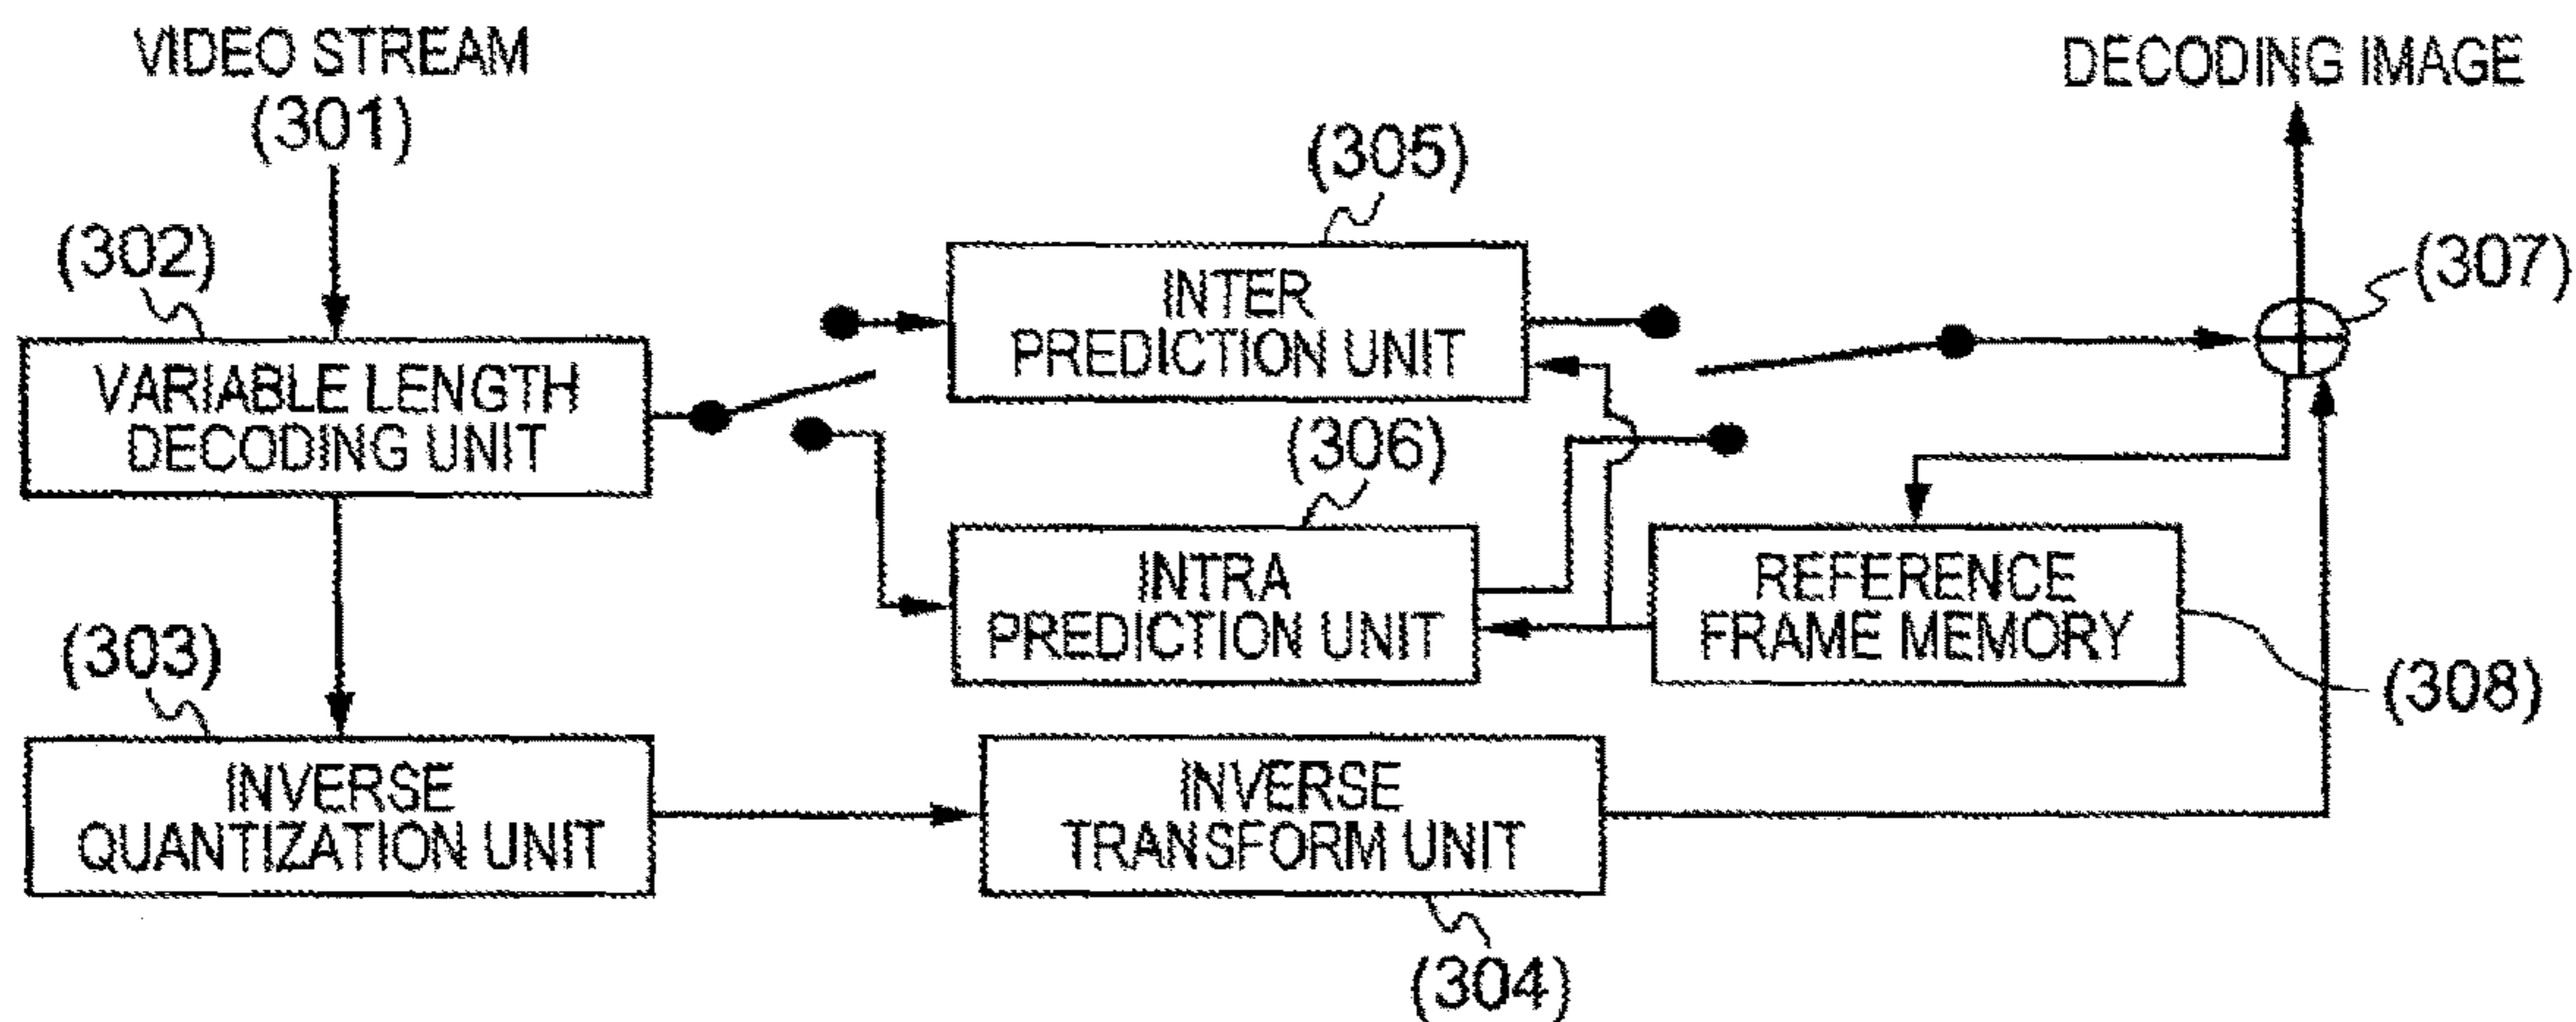 VIDEO STREAM
(301)
DECODING IMAGE
(302)
VARIABLE LENGTH
DECODING UNIT
(305)
INTER
PREDICTION UNIT
(307)
(306)
INTRA
PREDICTION UNIT
REFERENCE
FRAME MEMORY
(308)
(303)
INVERSE
QUANTIZATION UNIT
INVERSE
TRANSFORM UNIT
(304)